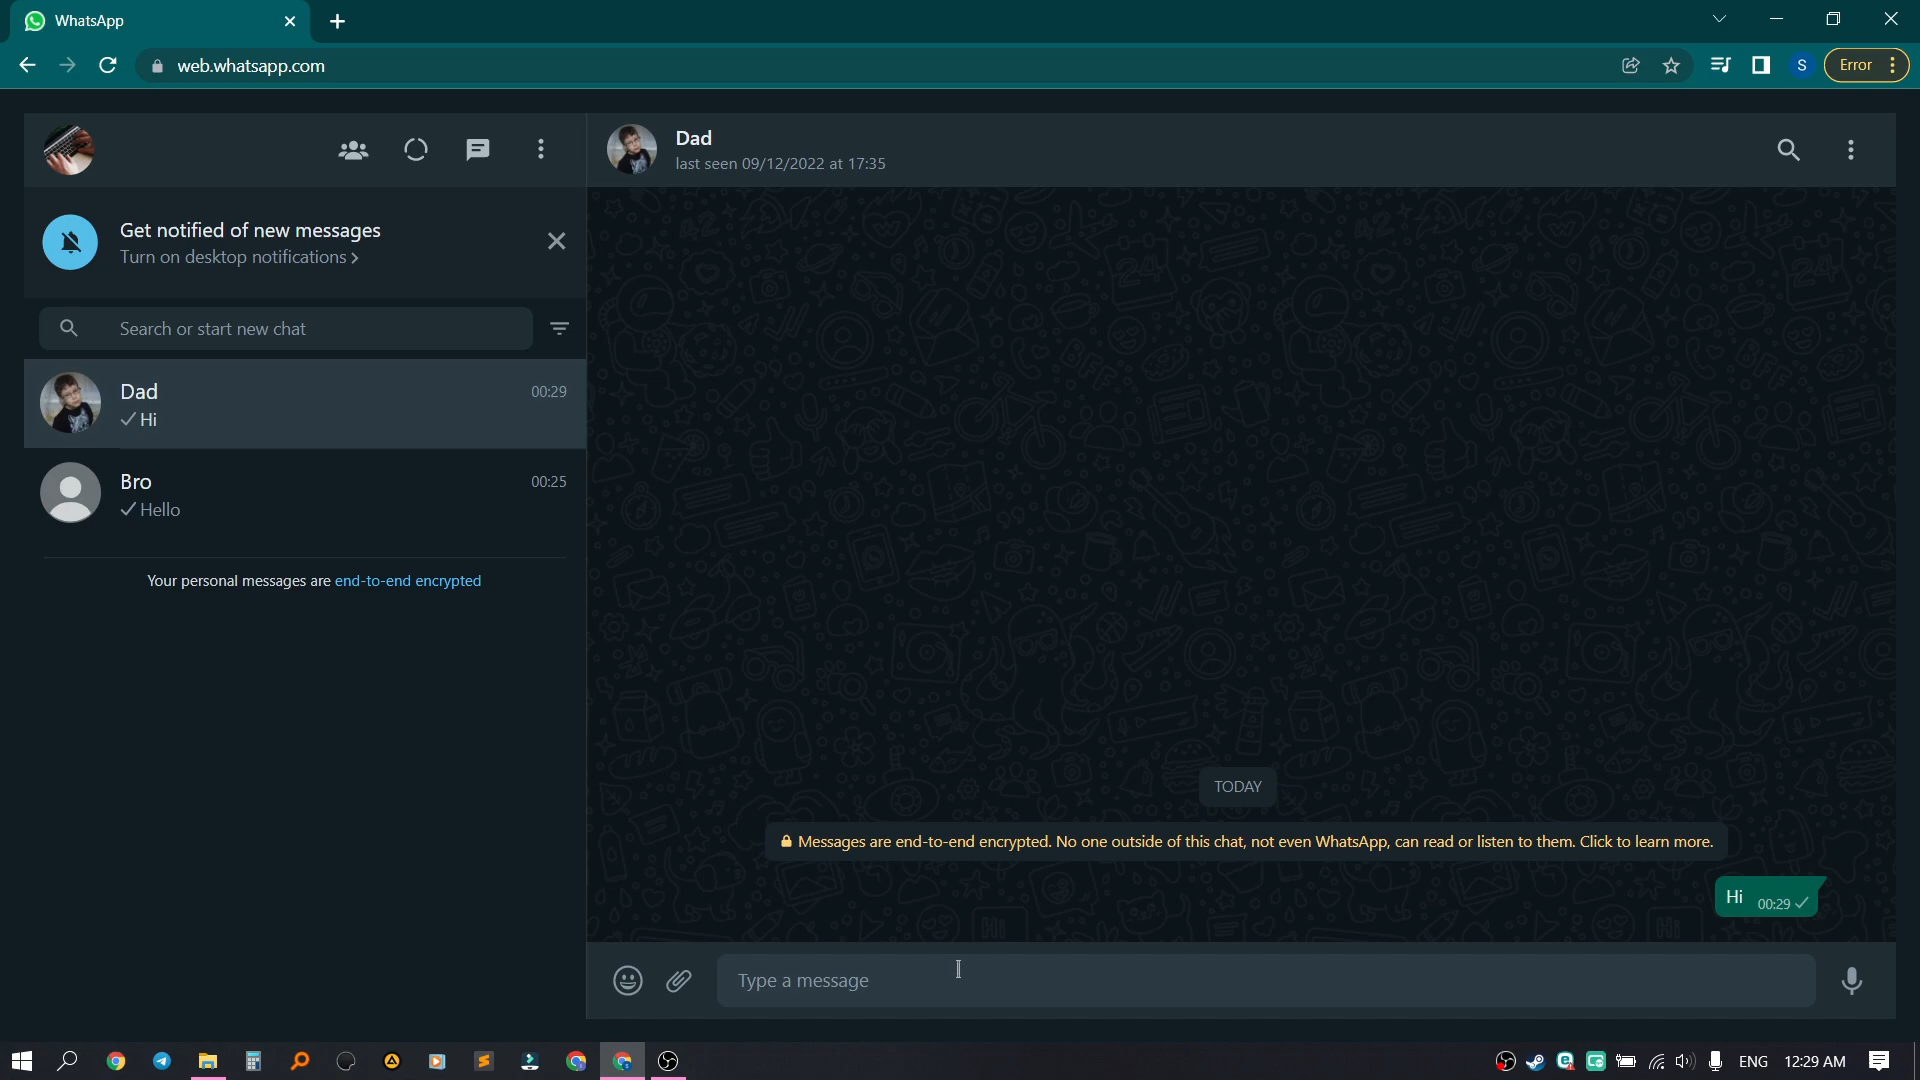 WhatsApp
web.whatsapp.com
S
Error
Dad
last seen 09/12/2022 at 17:35
Get notified of new messages
Turn on desktop notifications >
Search or start new chat
Dad
00:29
Hi
Bro
00:25
Hello
Your personal messages are end-to-end encrypted
TODAY
Messages are end-to-end encrypted. No one outside of this chat, not even WhatsApp, can read or listen to them. Click to learn more.
Hi 00:29
Type a message
ENG
12:29 AM